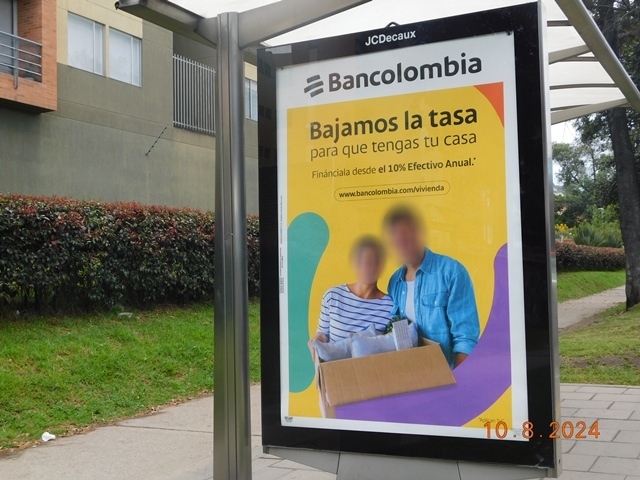 JCDecaux
Bancolombia
Bajamos la tasa
para que tengas tu casa
Fináncialа desde el 10% Efectivo Anual.*
www.bancolombia.com/vivienda
10.8.2024